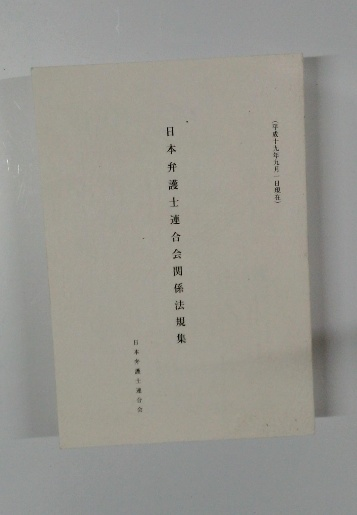 (平成十九年九月一日現在)
日本弁護士連合会関係法規集
日本弁護士連合会